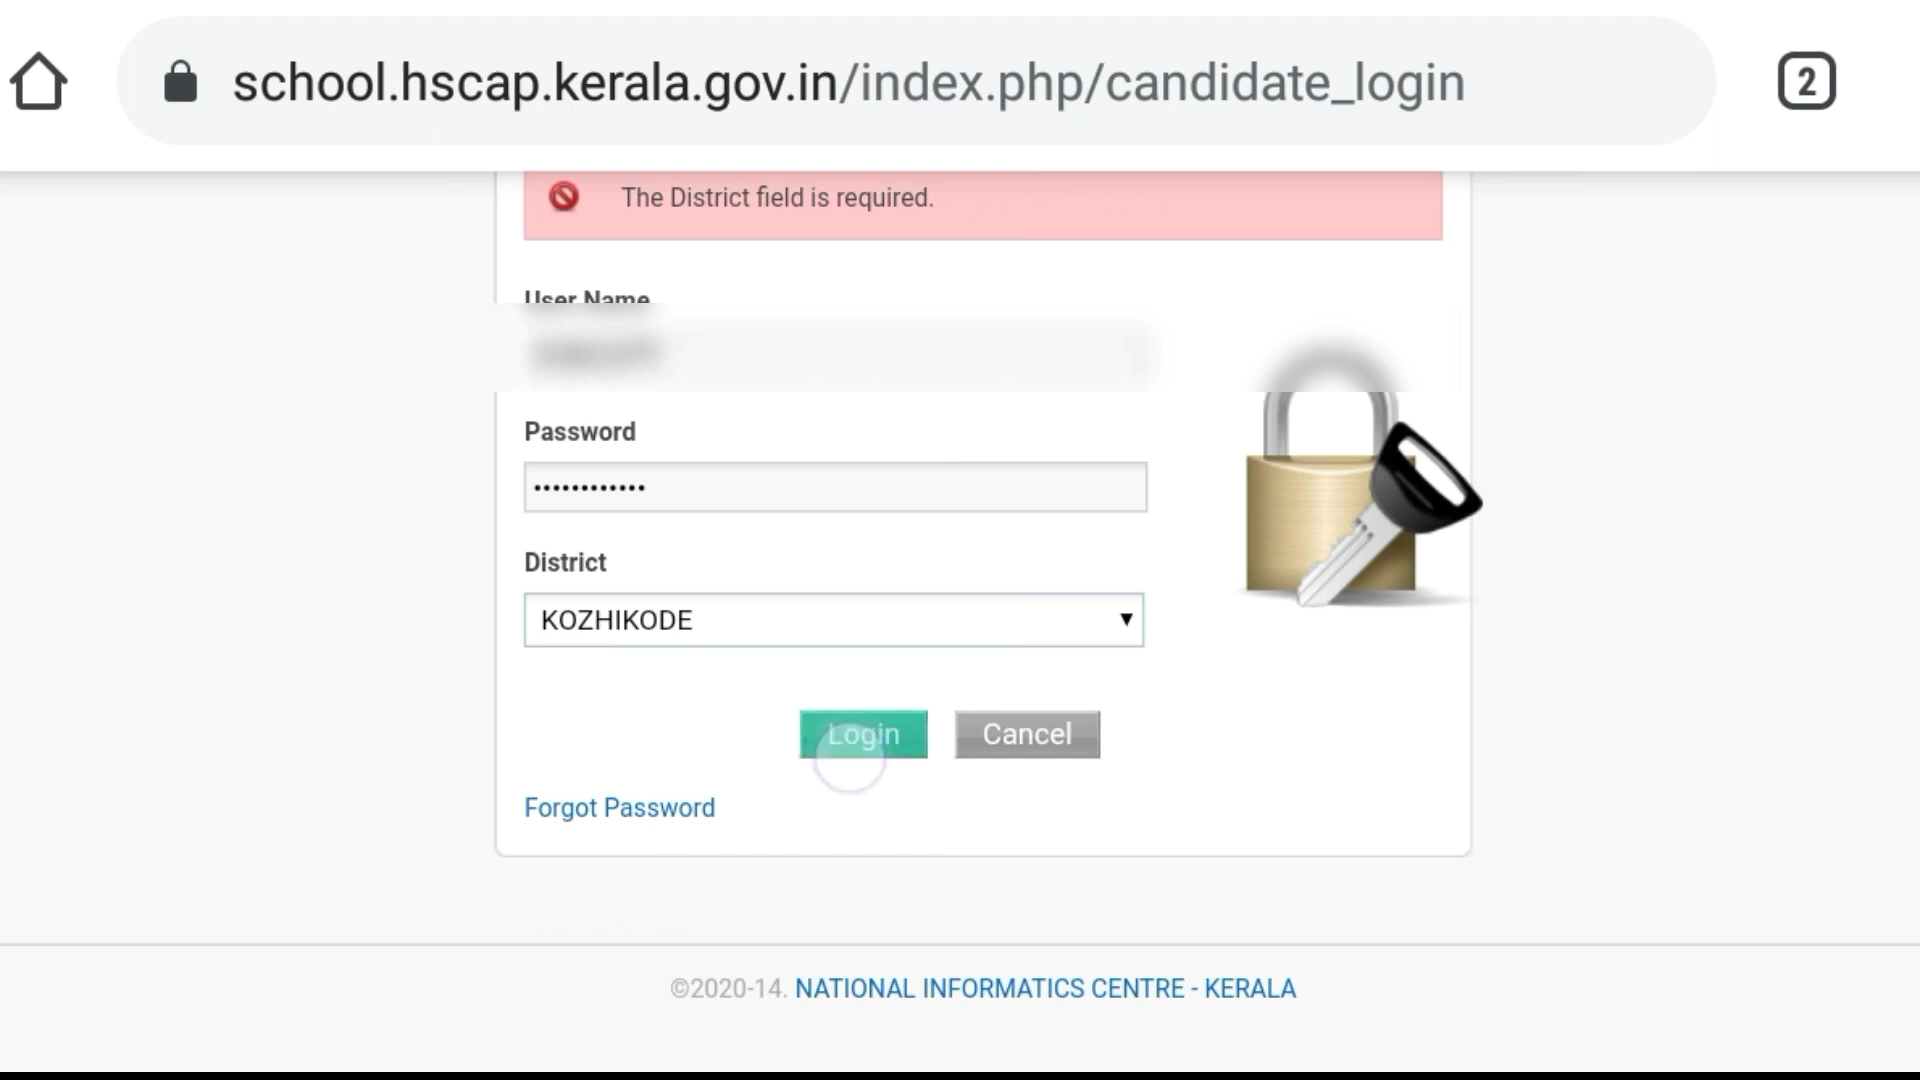 school.hscap.kerala.gov.in/index.php/candidate_login
2
The District field is required.
User Name
Password
••••••••••••
District
KOZHIKODE
Login
Cancel
Forgot Password
©2020-14. NATIONAL INFORMATICS CENTRE - KERALA